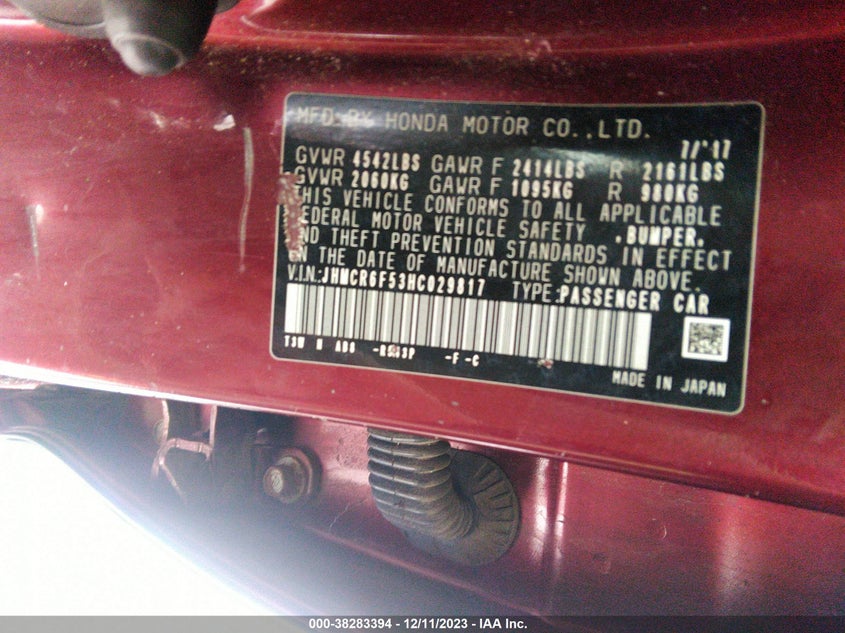 MFD. BY HONDA MOTOR CO.,LTD.
7/'17
GVWR 4542LBS GAWR F 2414LBS R 2161LBS
GVWR 2060KG GAWR F 1095KG R 980KG
THIS VEHICLE CONFORMS TO ALL APPLICABLE
FEDERAL MOTOR VEHICLE SAFETY ,BUMPER,
AND THEFT PREVENTION STANDARDS IN EFFECT
ON THE DATE OF MANUFACTURE SHOWN ABOVE.
V.I.N.: JHMCR6F53HC029817 TYPE:PASSENGER CAR
ABS -F -C
MADE IN JAPAN
000-38283394 - 12/11/2023 - IAA Inc.